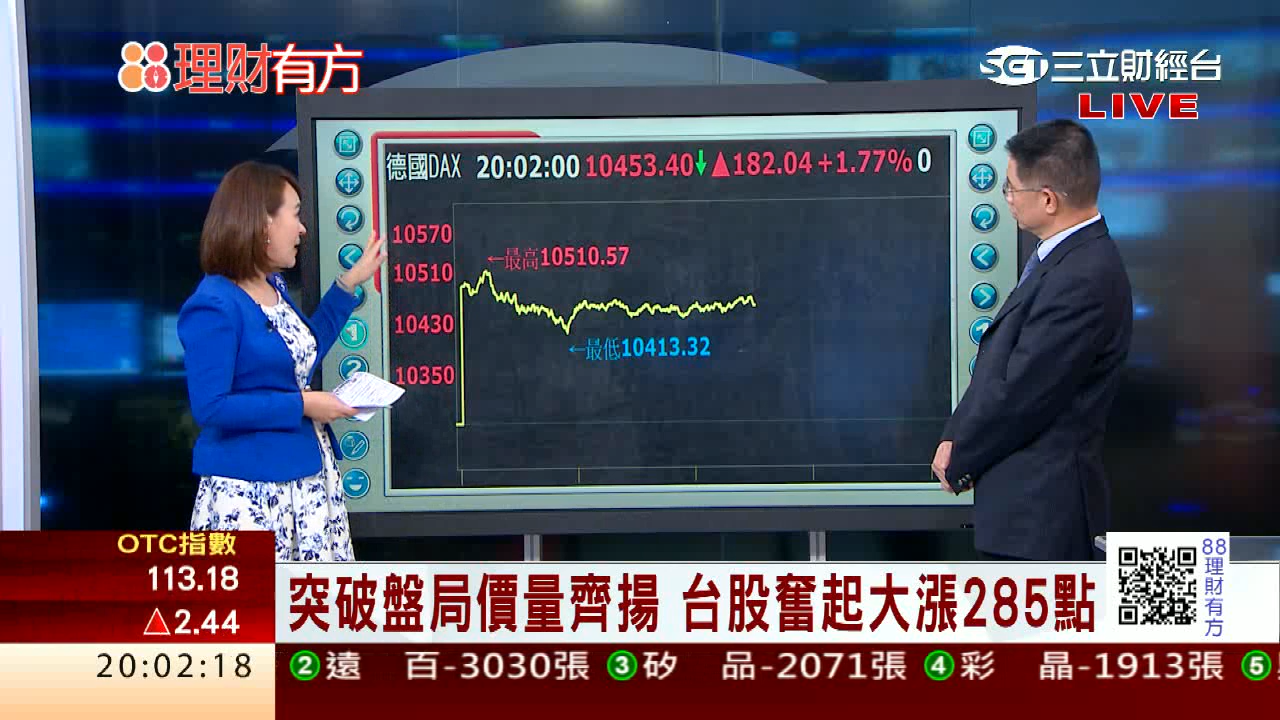 88理財有方
SET三立財經台
LIVE
德國DAX 20:02:00 10453.40↓▲182.04+1.77% 0
10570
10510
10430
10350
←最高10510.57
←最低10413.32
OTC指數
113.18
△2.44
20:02:18
突破盤局價量齊揚 台股奮起大漲285點
88理財有方
②遠 百-3030張 ③矽 品-2071張 ④彩 晶-1913張 ⑤